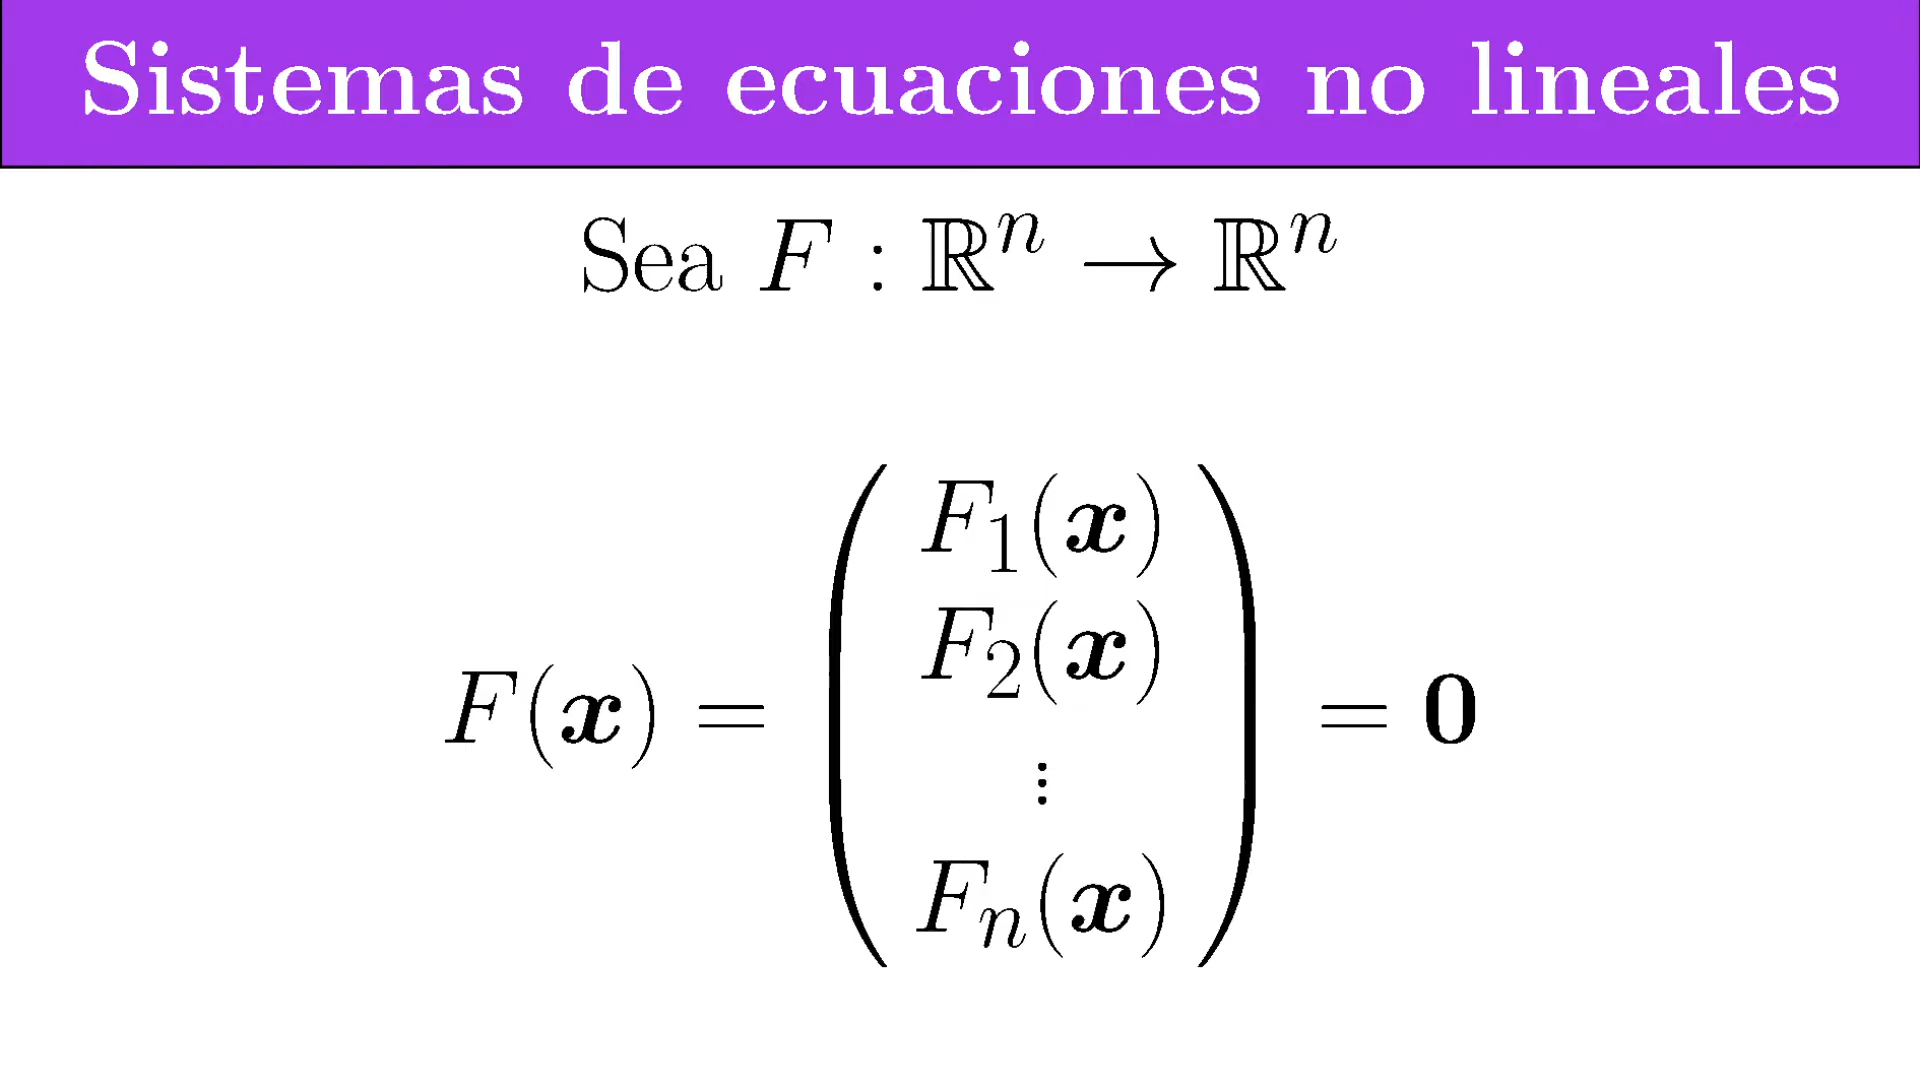 Sistemas de ecuaciones no lineales
Sea F : ℝⁿ → ℝⁿ
F₁(𝒙)
F₂(𝒙)
F(𝒙) = ( ⋮ ) = 𝟎
Fₙ(𝒙)